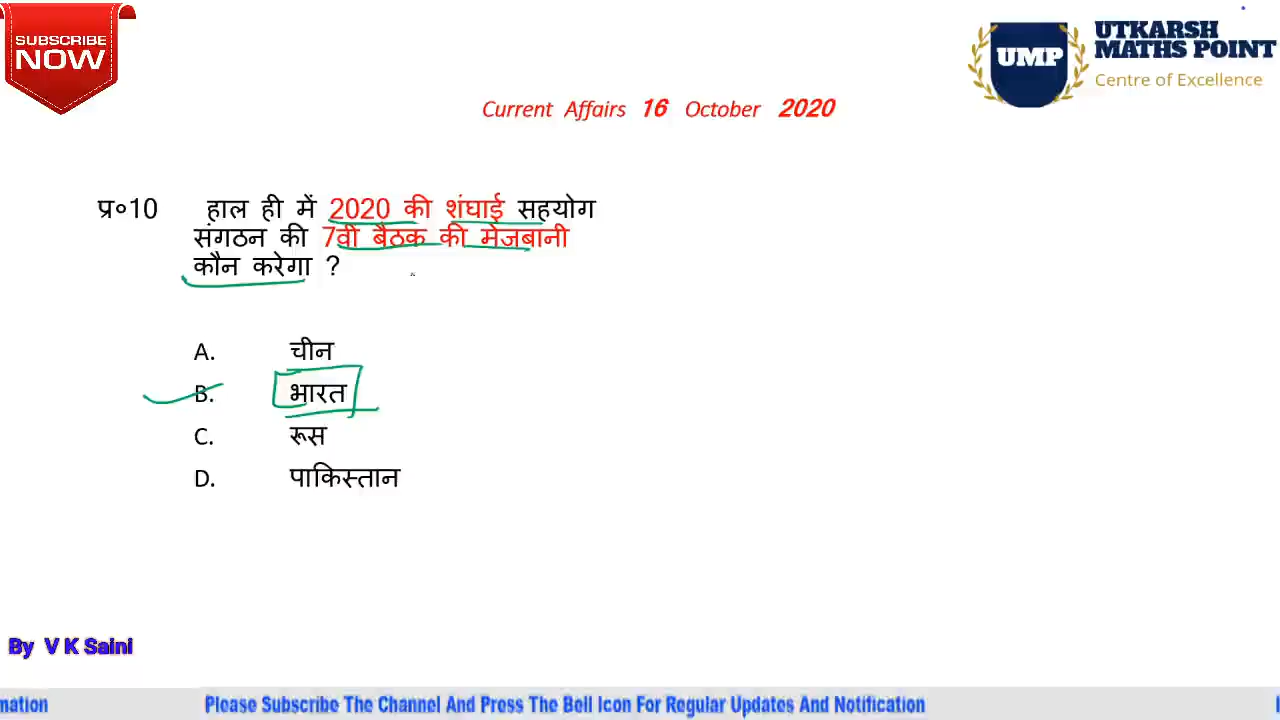 SUBSCRIBE
NOW
UMP
UTKARSH
MATHS POINT
Centre of Excellence
Current Affairs 16 October 2020
प्र०10 हाल ही में 2020 की शंघाई सहयोग
संगठन की 7वी बैठक की मेजबानी
कौन करेगा ?
A. चीन
B. भारत
C. रूस
D. पाकिस्तान
By V K Saini
mation Please Subscribe The Channel And Press The Bell Icon For Regular Updates And Notification